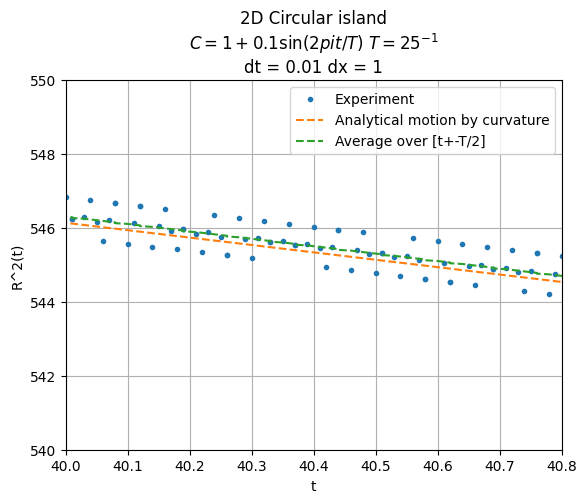 2D Circular island
C = 1 + 0.1sin(2pit/T) T = 25⁻¹
dt = 0.01 dx = 1
Experiment
Analytical motion by curvature
Average over [t+-T/2]
R^2(t)
550
548
546
544
542
540
40.0 40.1 40.2 40.3 40.4 40.5 40.6 40.7 40.8
t